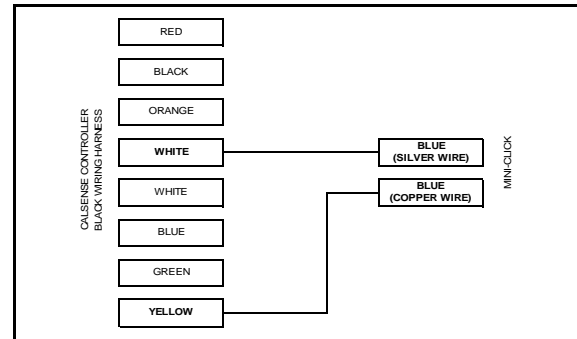 CALSENSE CONTROLLER
BLACK WIRING HARNESS
RED
BLACK
ORANGE
WHITE
WHITE
BLUE
GREEN
YELLOW
BLUE
(SILVER WIRE)
BLUE
(COPPER WIRE)
MINI-CLICK